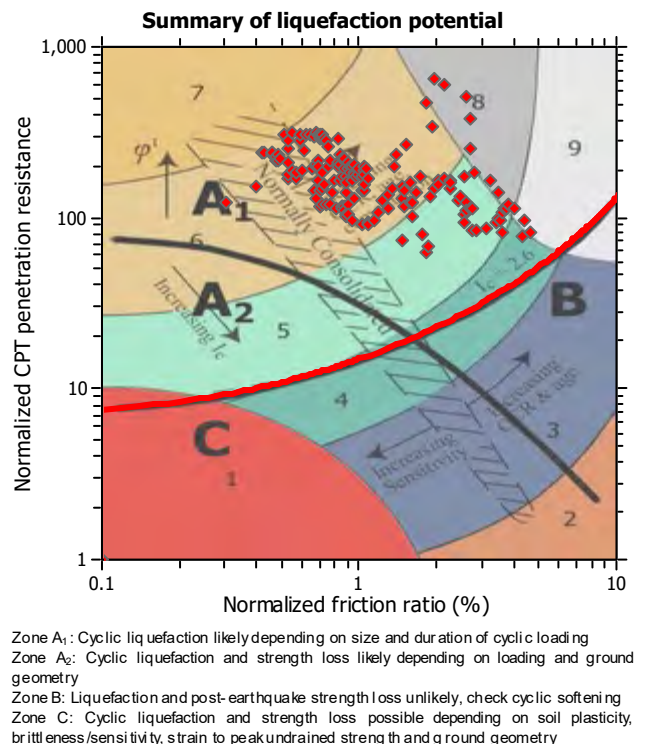 Summary of liquefaction potential
Normalized CPT penetration resistance
1,000
100
10
1
7
8
9
φ'
A1
Normally Consolidated
6
A2
Increasing Ic
5
Ic = 2.6
B
4
Increasing
OCR & age
C
1
Increasing
Sensitivity
3
2
0.1
1
10
Normalized friction ratio (%)
Zone A1: Cyclic liquefaction likely depending on size and duration of cyclic loading
Zone A2: Cyclic liquefaction and strength loss likely depending on loading and ground
geometry
Zone B: Liquefaction and post-earthquake strength loss unlikely, check cyclic softening
Zone C: Cyclic liquefaction and strength loss possible depending on soil plasticity,
brittleness/sensitivity, strain to peak undrained strength and ground geometry